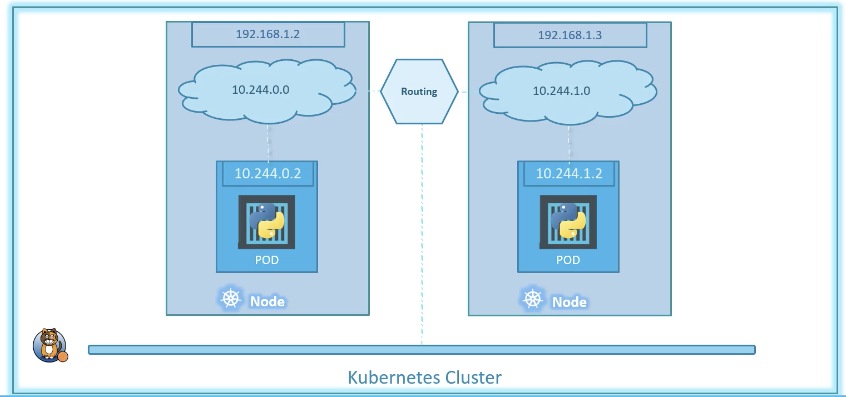 192.168.1.2
192.168.1.3
10.244.0.0
Routing
10.244.1.0
10.244.0.2
10.244.1.2
POD
POD
Node
Node
Kubernetes Cluster